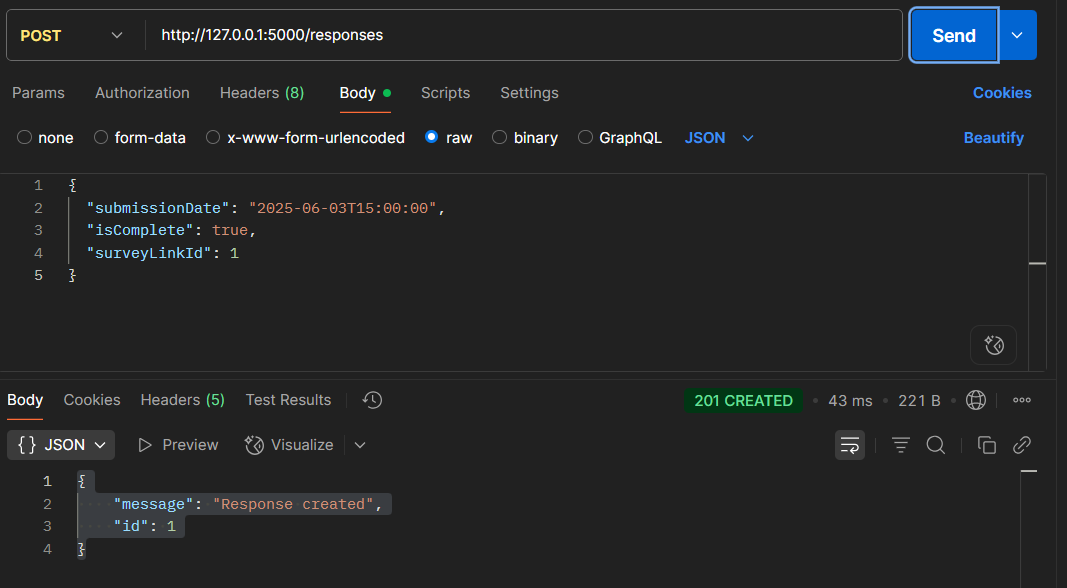 POST http://127.0.0.1:5000/responses Send
Params Authorization Headers (8) Body Scripts Settings Cookies
none form-data x-www-form-urlencoded raw binary GraphQL JSON Beautify
1 {
2 "submissionDate": "2025-06-03T15:00:00",
3 "isComplete": true,
4 "surveyLinkId": 1
5 }
Body Cookies Headers (5) Test Results 201 CREATED • 43 ms • 221 B
{} JSON Preview Visualize
1 {
2 "message": "Response created",
3 "id": 1
4 }